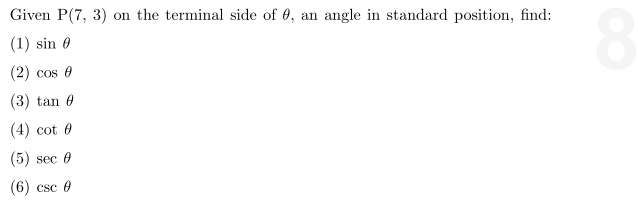 Given P(7, 3) on the terminal side of θ, an angle in standard position, find:
(1) sin θ
(2) cos θ
(3) tan θ
(4) cot θ
(5) sec θ
(6) csc θ
8